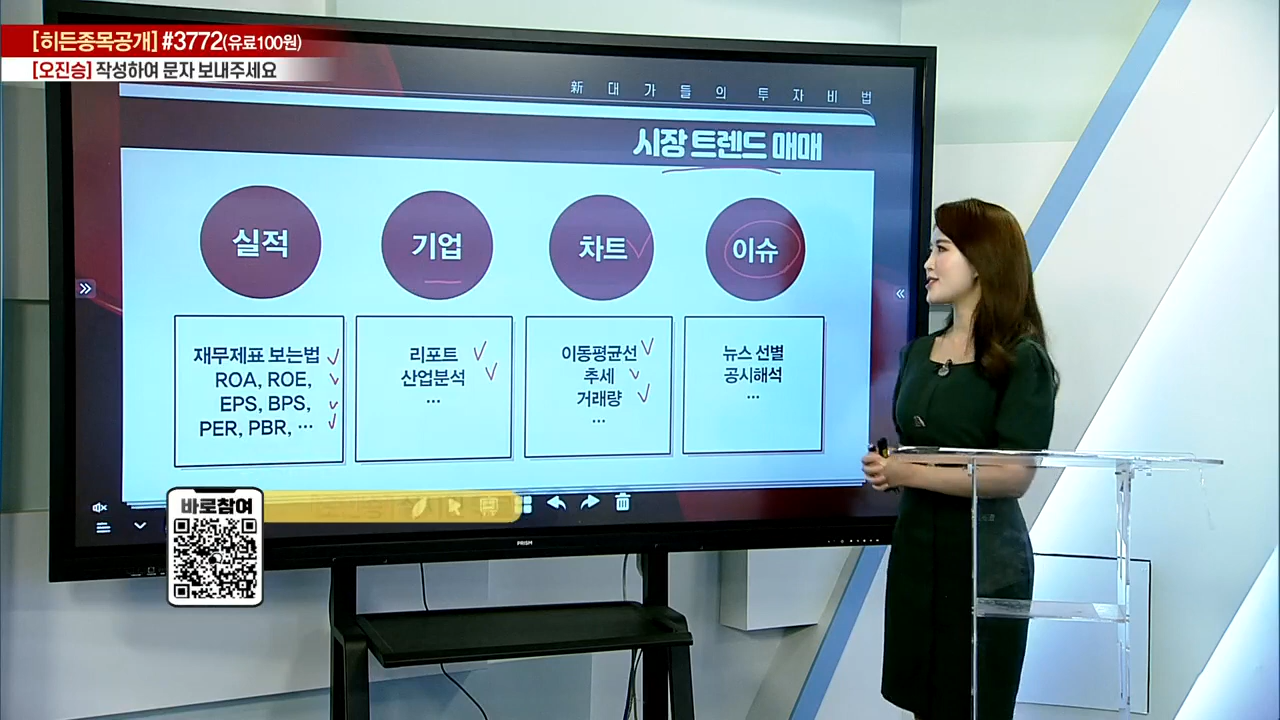 [히든종목공개] #3772(유료100원)
[오진승] 작성하여 문자 보내주세요
新 대가들의 투자비법
시장 트렌드 매매
실적
기업
차트
이슈
재무제표 보는법
ROA, ROE,
EPS, BPS,
PER, PBR, ···
리포트
산업분석
···
이동평균선
추세
거래량
···
뉴스 선별
공시해석
···
바로참여
PRISM